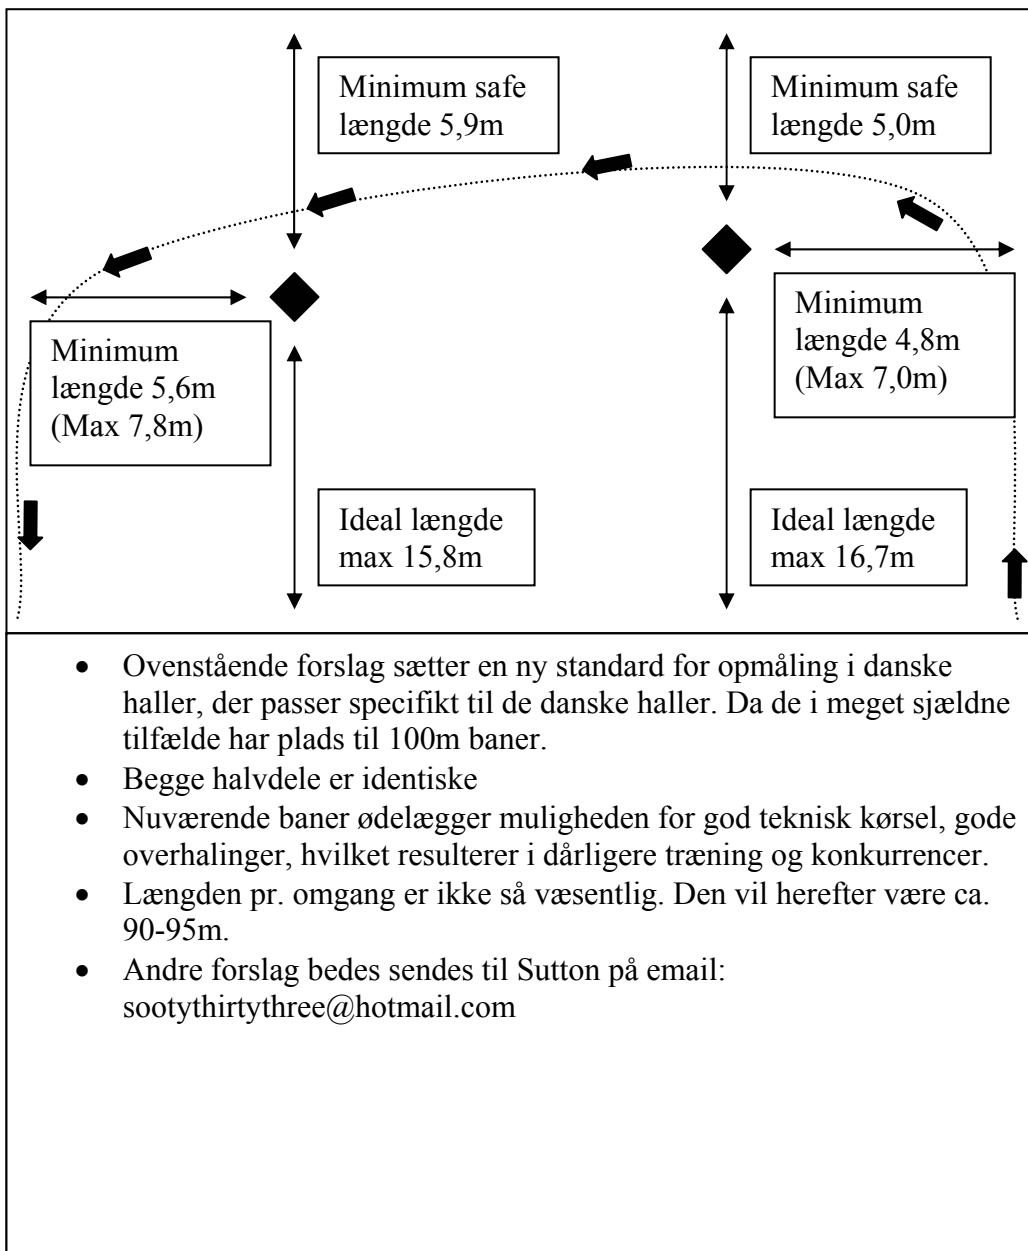 Minimum safe
længde 5,9m
Minimum safe
længde 5,0m
Minimum
længde 5,6m
(Max 7,8m)
Minimum
længde 4,8m
(Max 7,0m)
Ideal længde
max 15,8m
Ideal længde
max 16,7m
• Ovenstående forslag sætter en ny standard for opmåling i danske
haller, der passer specifikt til de danske haller. Da de i meget sjældne
tilfælde har plads til 100m baner.
• Begge halvdele er identiske
• Nuværende baner ødelægger muligheden for god teknisk kørsel, gode
overhalinger, hvilket resulterer i dårligere træning og konkurrencer.
• Længden pr. omgang er ikke så væsentlig. Den vil herefter være ca.
90-95m.
• Andre forslag bedes sendes til Sutton på email:
sootythirtythree@hotmail.com